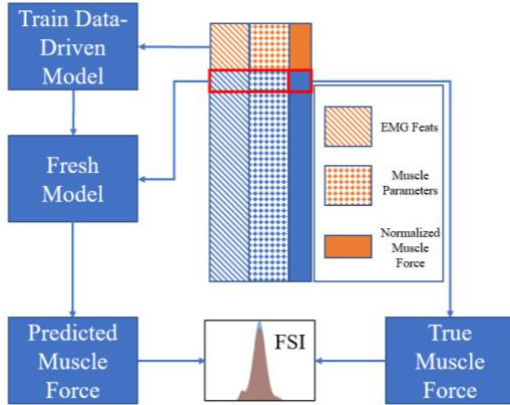 Train Data-
Driven
Model
Fresh
Model
EMG Feats
Muscle
Parameters
Normalized
Muscle
Force
Predicted
Muscle
Force
FSI
True
Muscle
Force